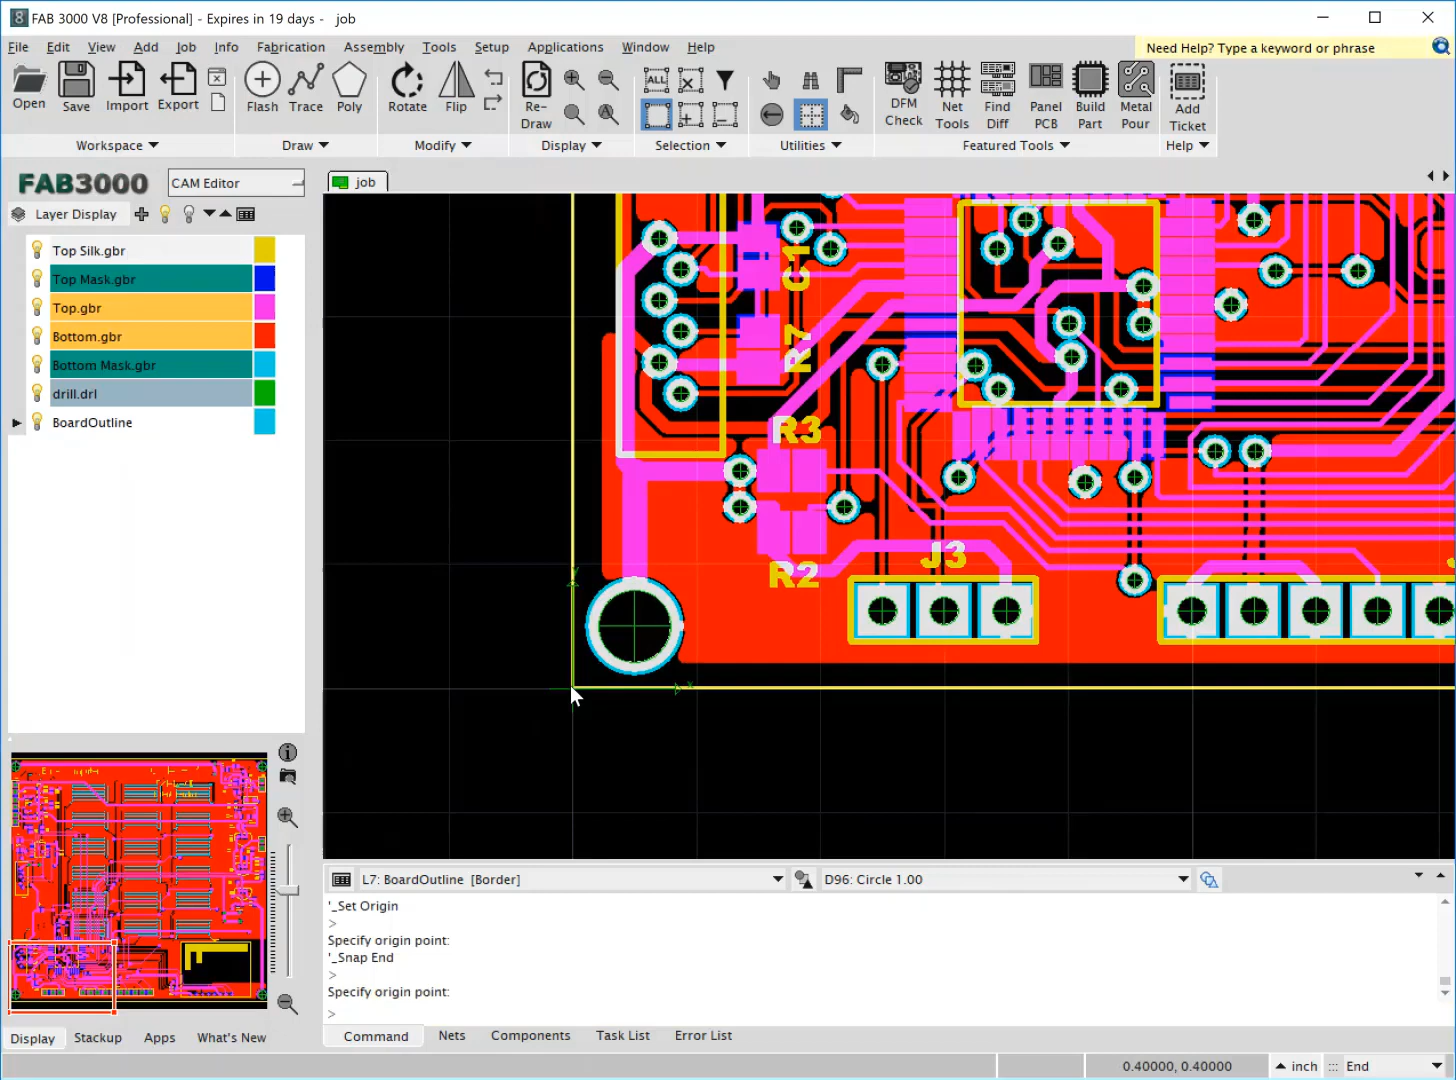 FAB 3000 V8 [Professional] - Expires in 19 days - job
File Edit View Add Job Info Fabrication Assembly Tools Setup Applications Window Help
Need Help? Type a keyword or phrase
Open Save Import Export Flash Trace Poly Rotate Flip Re-Draw ALL DFM Check Net Tools Find Diff Panel PCB Build Part Metal Pour Add Ticket
Workspace Draw Modify Display Selection Utilities Featured Tools Help
FAB3000 CAM Editor
job
Layer Display
Top Silk.gbr
Top Mask.gbr
Top.gbr
Bottom.gbr
Bottom Mask.gbr
drill.drl
BoardOutline
C1
R7
R3
J3
R2
L7: BoardOutline [Border] D96: Circle 1.00
'_Set Origin
>
Specify origin point:
'_Snap End
>
Specify origin point:
>
Display Stackup Apps What's New
Command Nets Components Task List Error List
0.40000, 0.40000 inch End